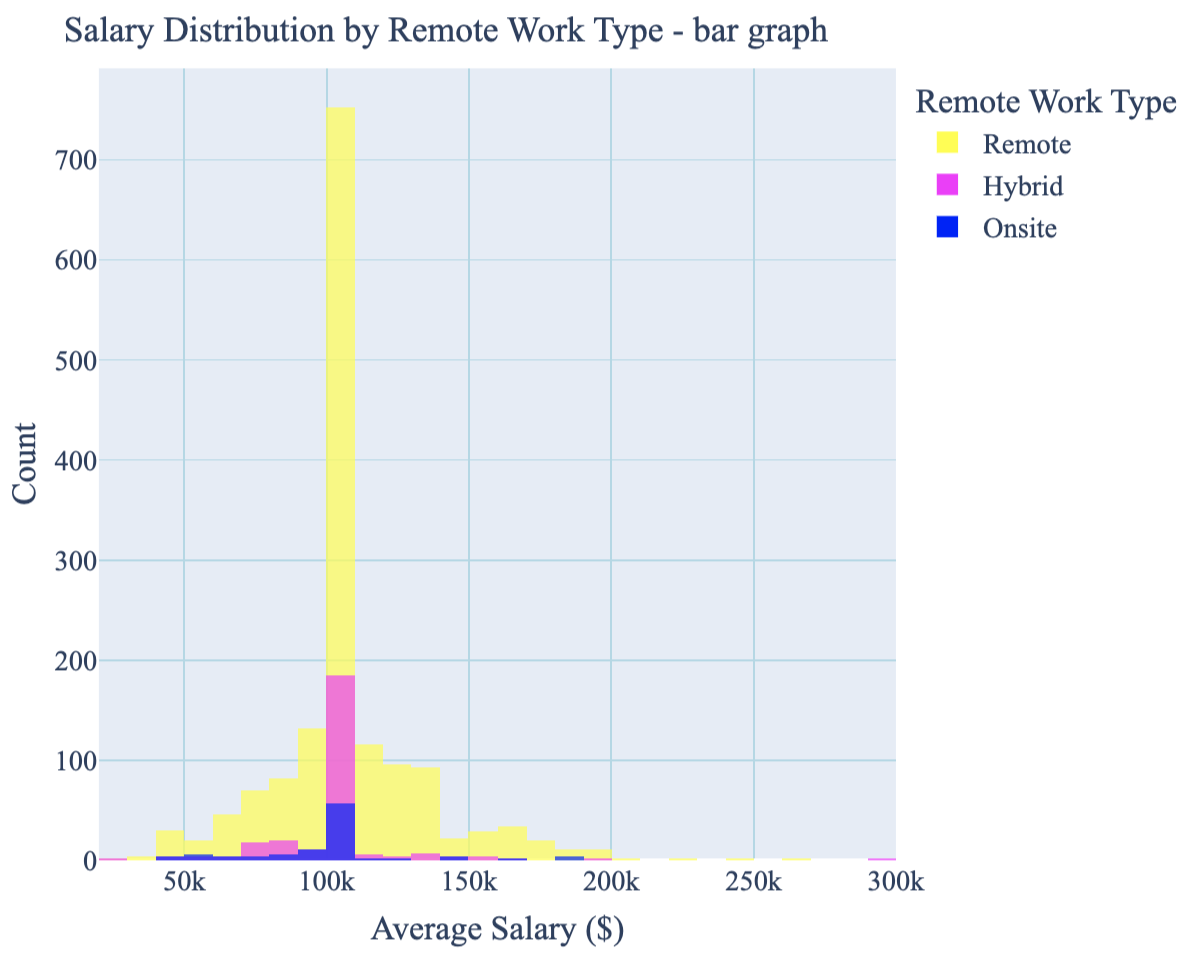 Salary Distribution by Remote Work Type - bar graph
Remote Work Type
Remote
Hybrid
Onsite
700
600
500
400
300
200
100
0
Count
50k
100k
150k
200k
250k
300k
Average Salary ($)